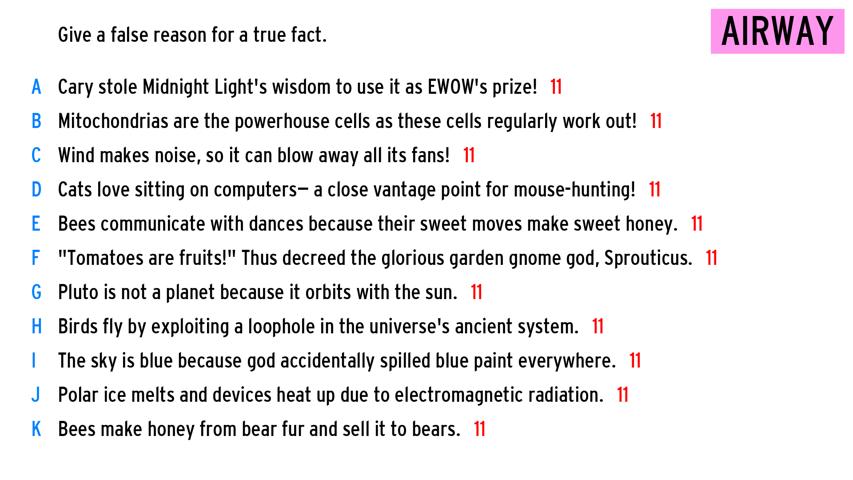 Give a false reason for a true fact.
AIRWAY
A Cary stole Midnight Light's wisdom to use it as EWOW's prize! 11
B Mitochondrias are the powerhouse cells as these cells regularly work out! 11
C Wind makes noise, so it can blow away all its fans! 11
D Cats love sitting on computers— a close vantage point for mouse-hunting! 11
E Bees communicate with dances because their sweet moves make sweet honey. 11
F "Tomatoes are fruits!" Thus decreed the glorious garden gnome god, Sprouticus. 11
G Pluto is not a planet because it orbits with the sun. 11
H Birds fly by exploiting a loophole in the universe's ancient system. 11
I The sky is blue because god accidentally spilled blue paint everywhere. 11
J Polar ice melts and devices heat up due to electromagnetic radiation. 11
K Bees make honey from bear fur and sell it to bears. 11